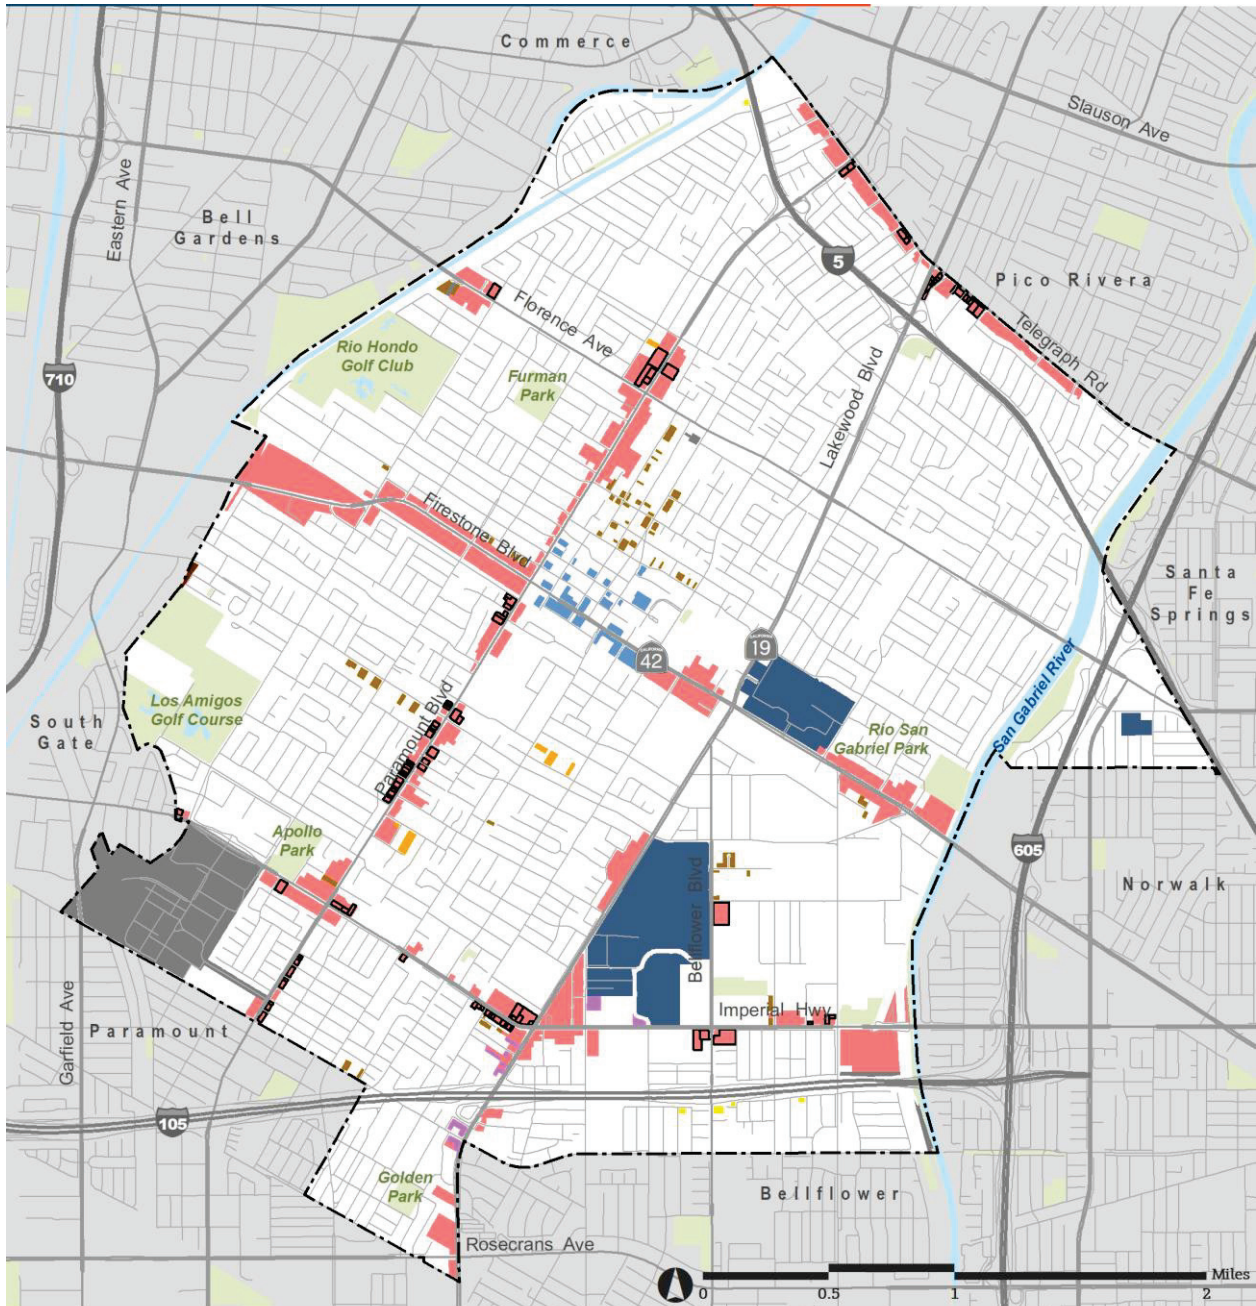 Commerce
Slauson Ave
Eastern Ave
Bell
Gardens
5
Pico Rivera
Florence Ave
Telegraph Rd
Rio Hondo
Golf Club
Furman
Park
710
Lakewood Blvd
Firestone Blvd
Santa
Fe
Springs
CALIFORNIA
19
CALIFORNIA
42
San Gabriel River
Los Amigos
Golf Course
South
Gate
Paramount Blvd
Rio San
Gabriel Park
Apollo
Park
605
Norwalk
Bellflower Blvd
Imperial Hwy
Garfield Ave
Paramount
105
Golden
Park
Bellflower
Rosecrans Ave
Miles
0 0.5 1 2